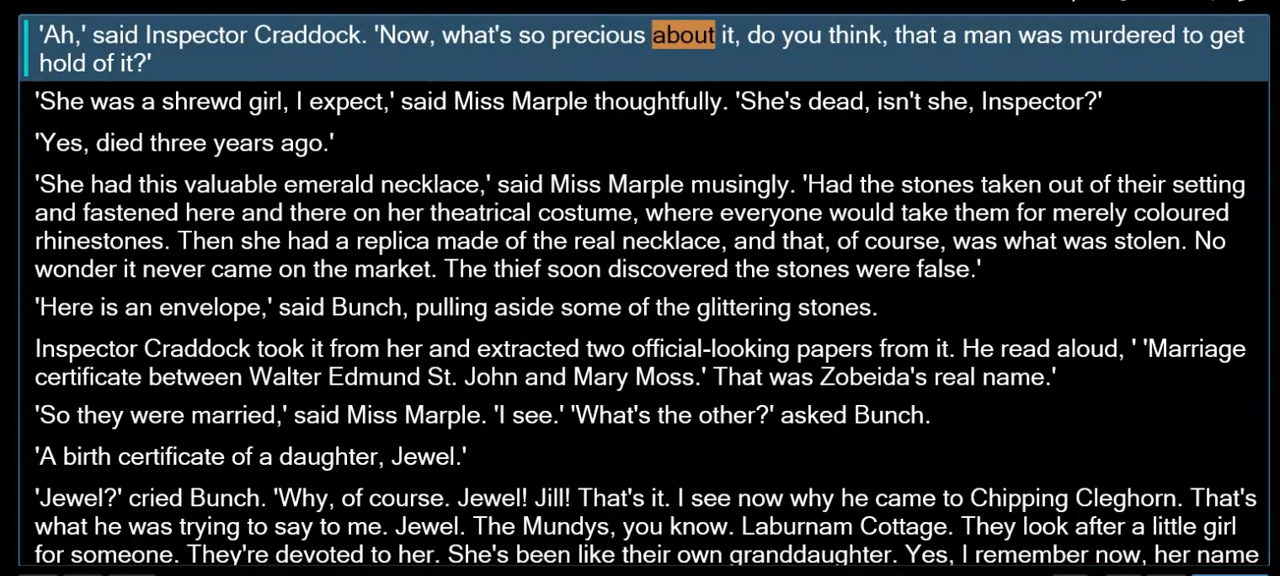 'Ah,' said Inspector Craddock. 'Now, what's so precious about it, do you think, that a man was murdered to get
hold of it?'
'She was a shrewd girl, I expect,' said Miss Marple thoughtfully. 'She's dead, isn't she, Inspector?'
'Yes, died three years ago.'
'She had this valuable emerald necklace,' said Miss Marple musingly. 'Had the stones taken out of their setting
and fastened here and there on her theatrical costume, where everyone would take them for merely coloured
rhinestones. Then she had a replica made of the real necklace, and that, of course, was what was stolen. No
wonder it never came on the market. The thief soon discovered the stones were false.'
'Here is an envelope,' said Bunch, pulling aside some of the glittering stones.
Inspector Craddock took it from her and extracted two official-looking papers from it. He read aloud, ' 'Marriage
certificate between Walter Edmund St. John and Mary Moss.' That was Zobeida's real name.'
'So they were married,' said Miss Marple. 'I see.' 'What's the other?' asked Bunch.
'A birth certificate of a daughter, Jewel.'
'Jewel?' cried Bunch. 'Why, of course. Jewel! Jill! That's it. I see now why he came to Chipping Cleghorn. That's
what he was trying to say to me. Jewel. The Mundys, you know. Laburnam Cottage. They look after a little girl
for someone. They're devoted to her. She's been like their own granddaughter. Yes, I remember now, her name